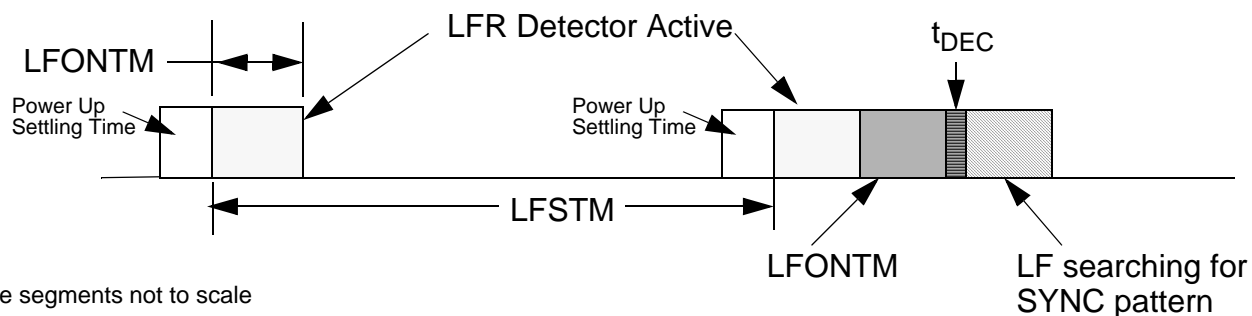 LFR Detector Active
t_DEC
LFONTM
Power Up
Settling Time
Power Up
Settling Time
LFSTM
LFONTM
LF searching for
SYNC pattern
e segments not to scale